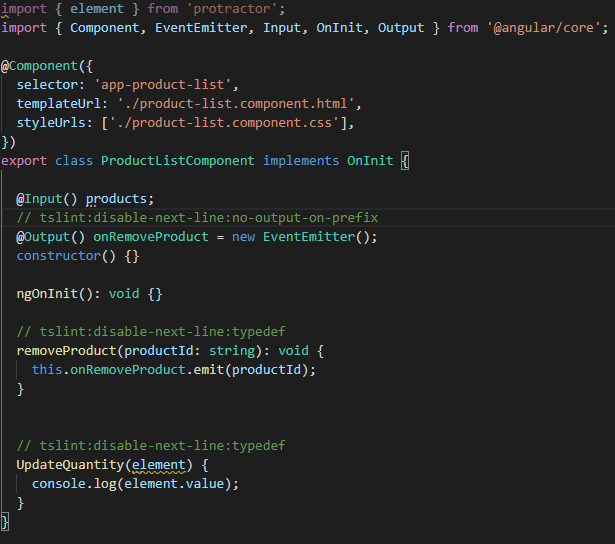 import { element } from 'protractor';
import { Component, EventEmitter, Input, OnInit, Output } from '@angular/core';
@Component({
  selector: 'app-product-list',
  templateUrl: './product-list.component.html',
  styleUrls: ['./product-list.component.css'],
})
export class ProductListComponent implements OnInit {
  @Input() products;
  // tslint:disable-next-line:no-output-on-prefix
  @Output() onRemoveProduct = new EventEmitter();
  constructor() {}
  ngOnInit(): void {}
  // tslint:disable-next-line:typedef
  removeProduct(productId: string): void {
    this.onRemoveProduct.emit(productId);
  }
  // tslint:disable-next-line:typedef
  UpdateQuantity(element) {
    console.log(element.value);
  }
}